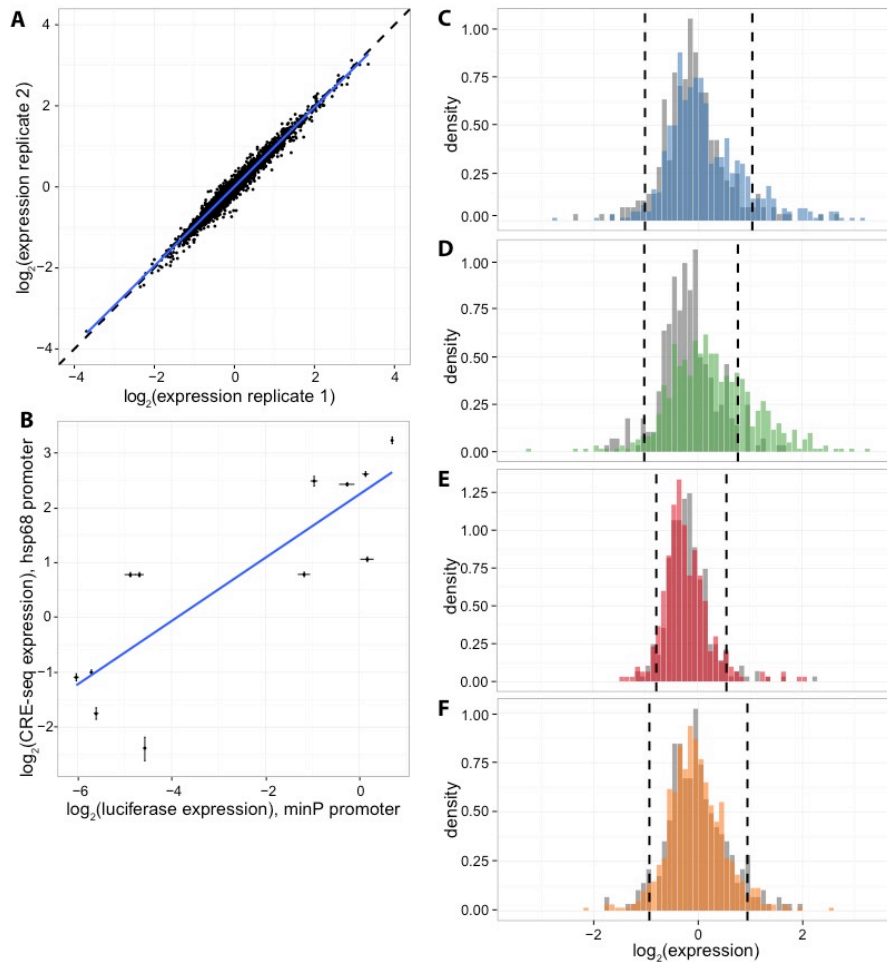 A
4
2
0
−2
−4
log2(expression replicate 2)
−4
−2
0
2
4
log2(expression replicate 1)
B
3
2
1
0
−1
−2
log2(CRE-seq expression), hsp68 promoter
−6
−4
−2
0
log2(luciferase expression), minP promoter
C
1.00
0.75
0.50
0.25
0.00
density
D
1.00
0.75
0.50
0.25
0.00
density
E
1.25
1.00
0.75
0.50
0.25
0.00
density
F
1.00
0.75
0.50
0.25
0.00
density
−2
0
2
log2(expression)